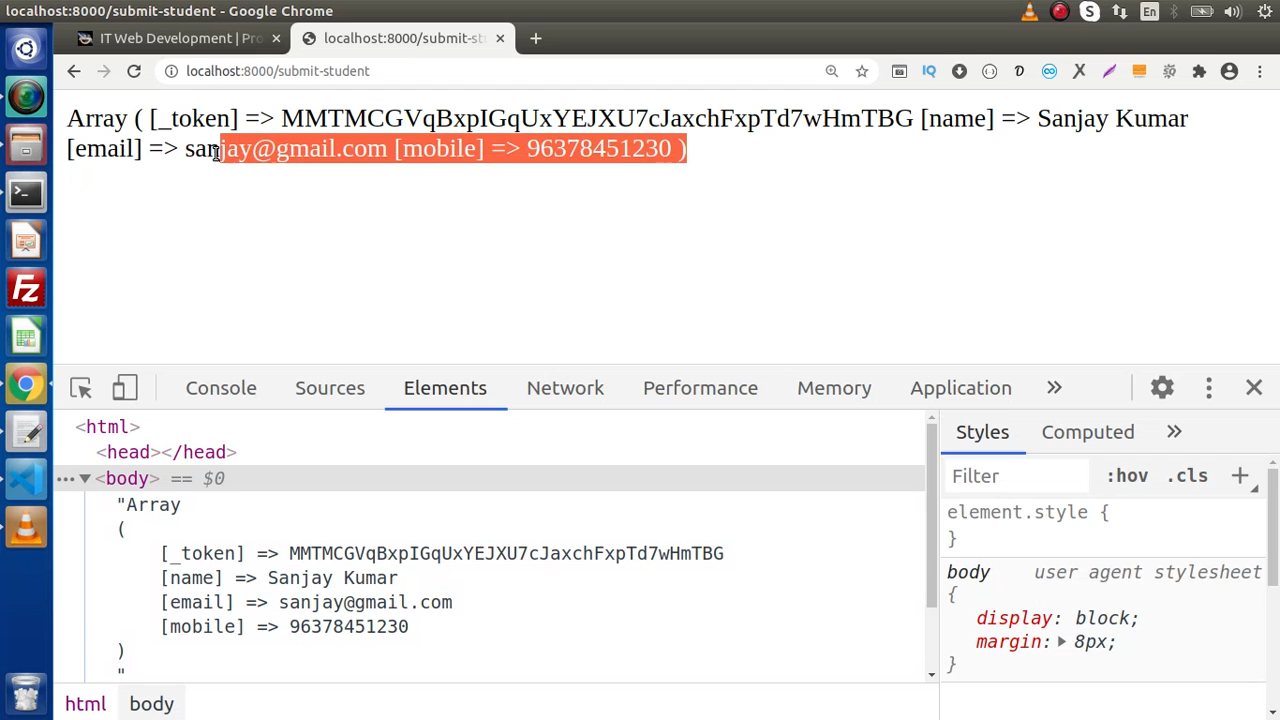 localhost:8000/submit-student - Google Chrome
En
IT Web Development | Pro
localhost:8000/submit-st
localhost:8000/submit-student
IQ
Array ( [_token] => MMTMCGVqBxpIGqUxYEJXU7cJaxchFxpTd7wHmTBG [name] => Sanjay Kumar
[email] => sanjay@gmail.com [mobile] => 96378451230 )
Console Sources Elements Network Performance Memory Application »
<html>
<head></head>
··· ▼ <body> == $0
"Array
(
[_token] => MMTMCGVqBxpIGqUxYEJXU7cJaxchFxpTd7wHmTBG
[name] => Sanjay Kumar
[email] => sanjay@gmail.com
[mobile] => 96378451230
)
"
html body
Styles Computed »
Filter :hov .cls +
element.style {
}
body user agent stylesheet
{
display: block;
margin: ▶ 8px;
}